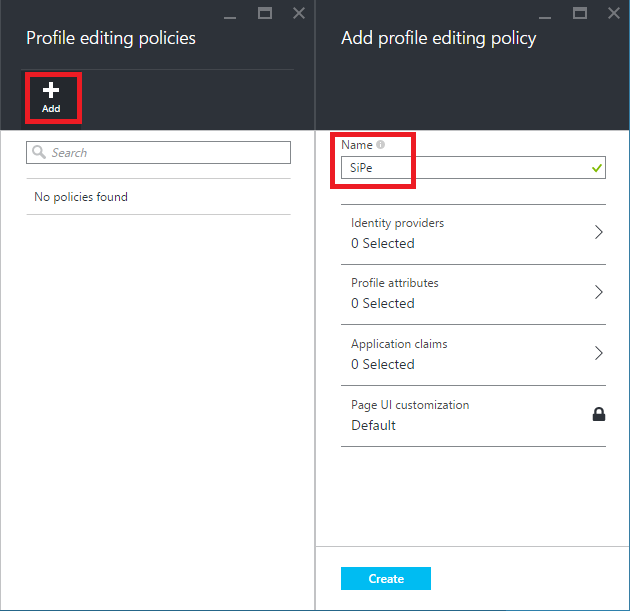 Profile editing policies
Add
Search
No policies found
Add profile editing policy
Name
SiPe
Identity providers
0 Selected
Profile attributes
0 Selected
Application claims
0 Selected
Page UI customization
Default
Create